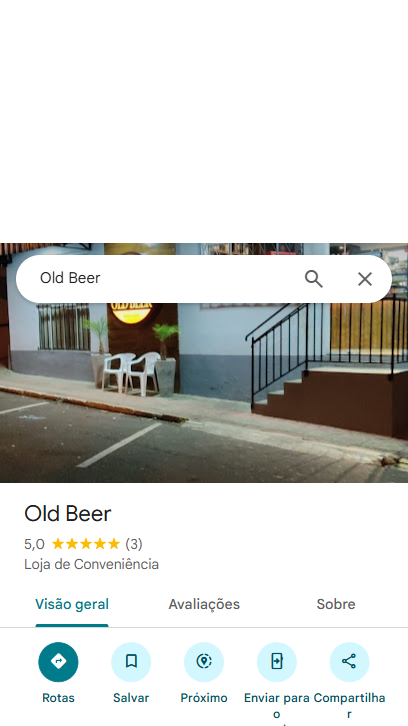 Old Beer
OLD BEER
Old Beer
5,0 (3)
Loja de Conveniência
Visão geral Avaliações Sobre
Rotas Salvar Próximo Enviar para o Compartilhar